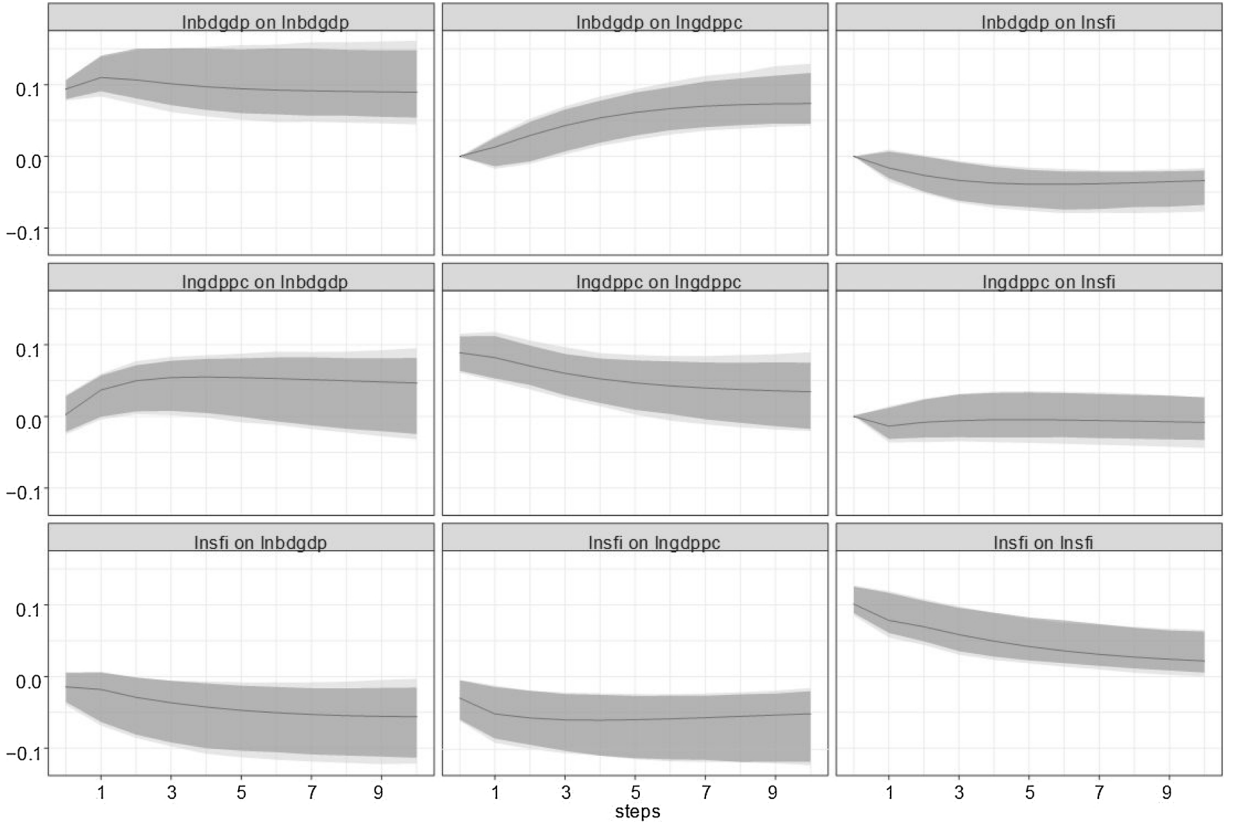 lnbdgdp on lnbdgdp
lnbdgdp on lngdppc
lnbdgdp on lnsfi
0.1
0.0
−0.1
lngdppc on lnbdgdp
lngdppc on lngdppc
lngdppc on lnsfi
0.1
0.0
−0.1
lnsfi on lnbdgdp
lnsfi on lngdppc
lnsfi on lnsfi
0.1
0.0
−0.1
1 3 5 7 9 1 3 5 7 9 1 3 5 7 9
steps